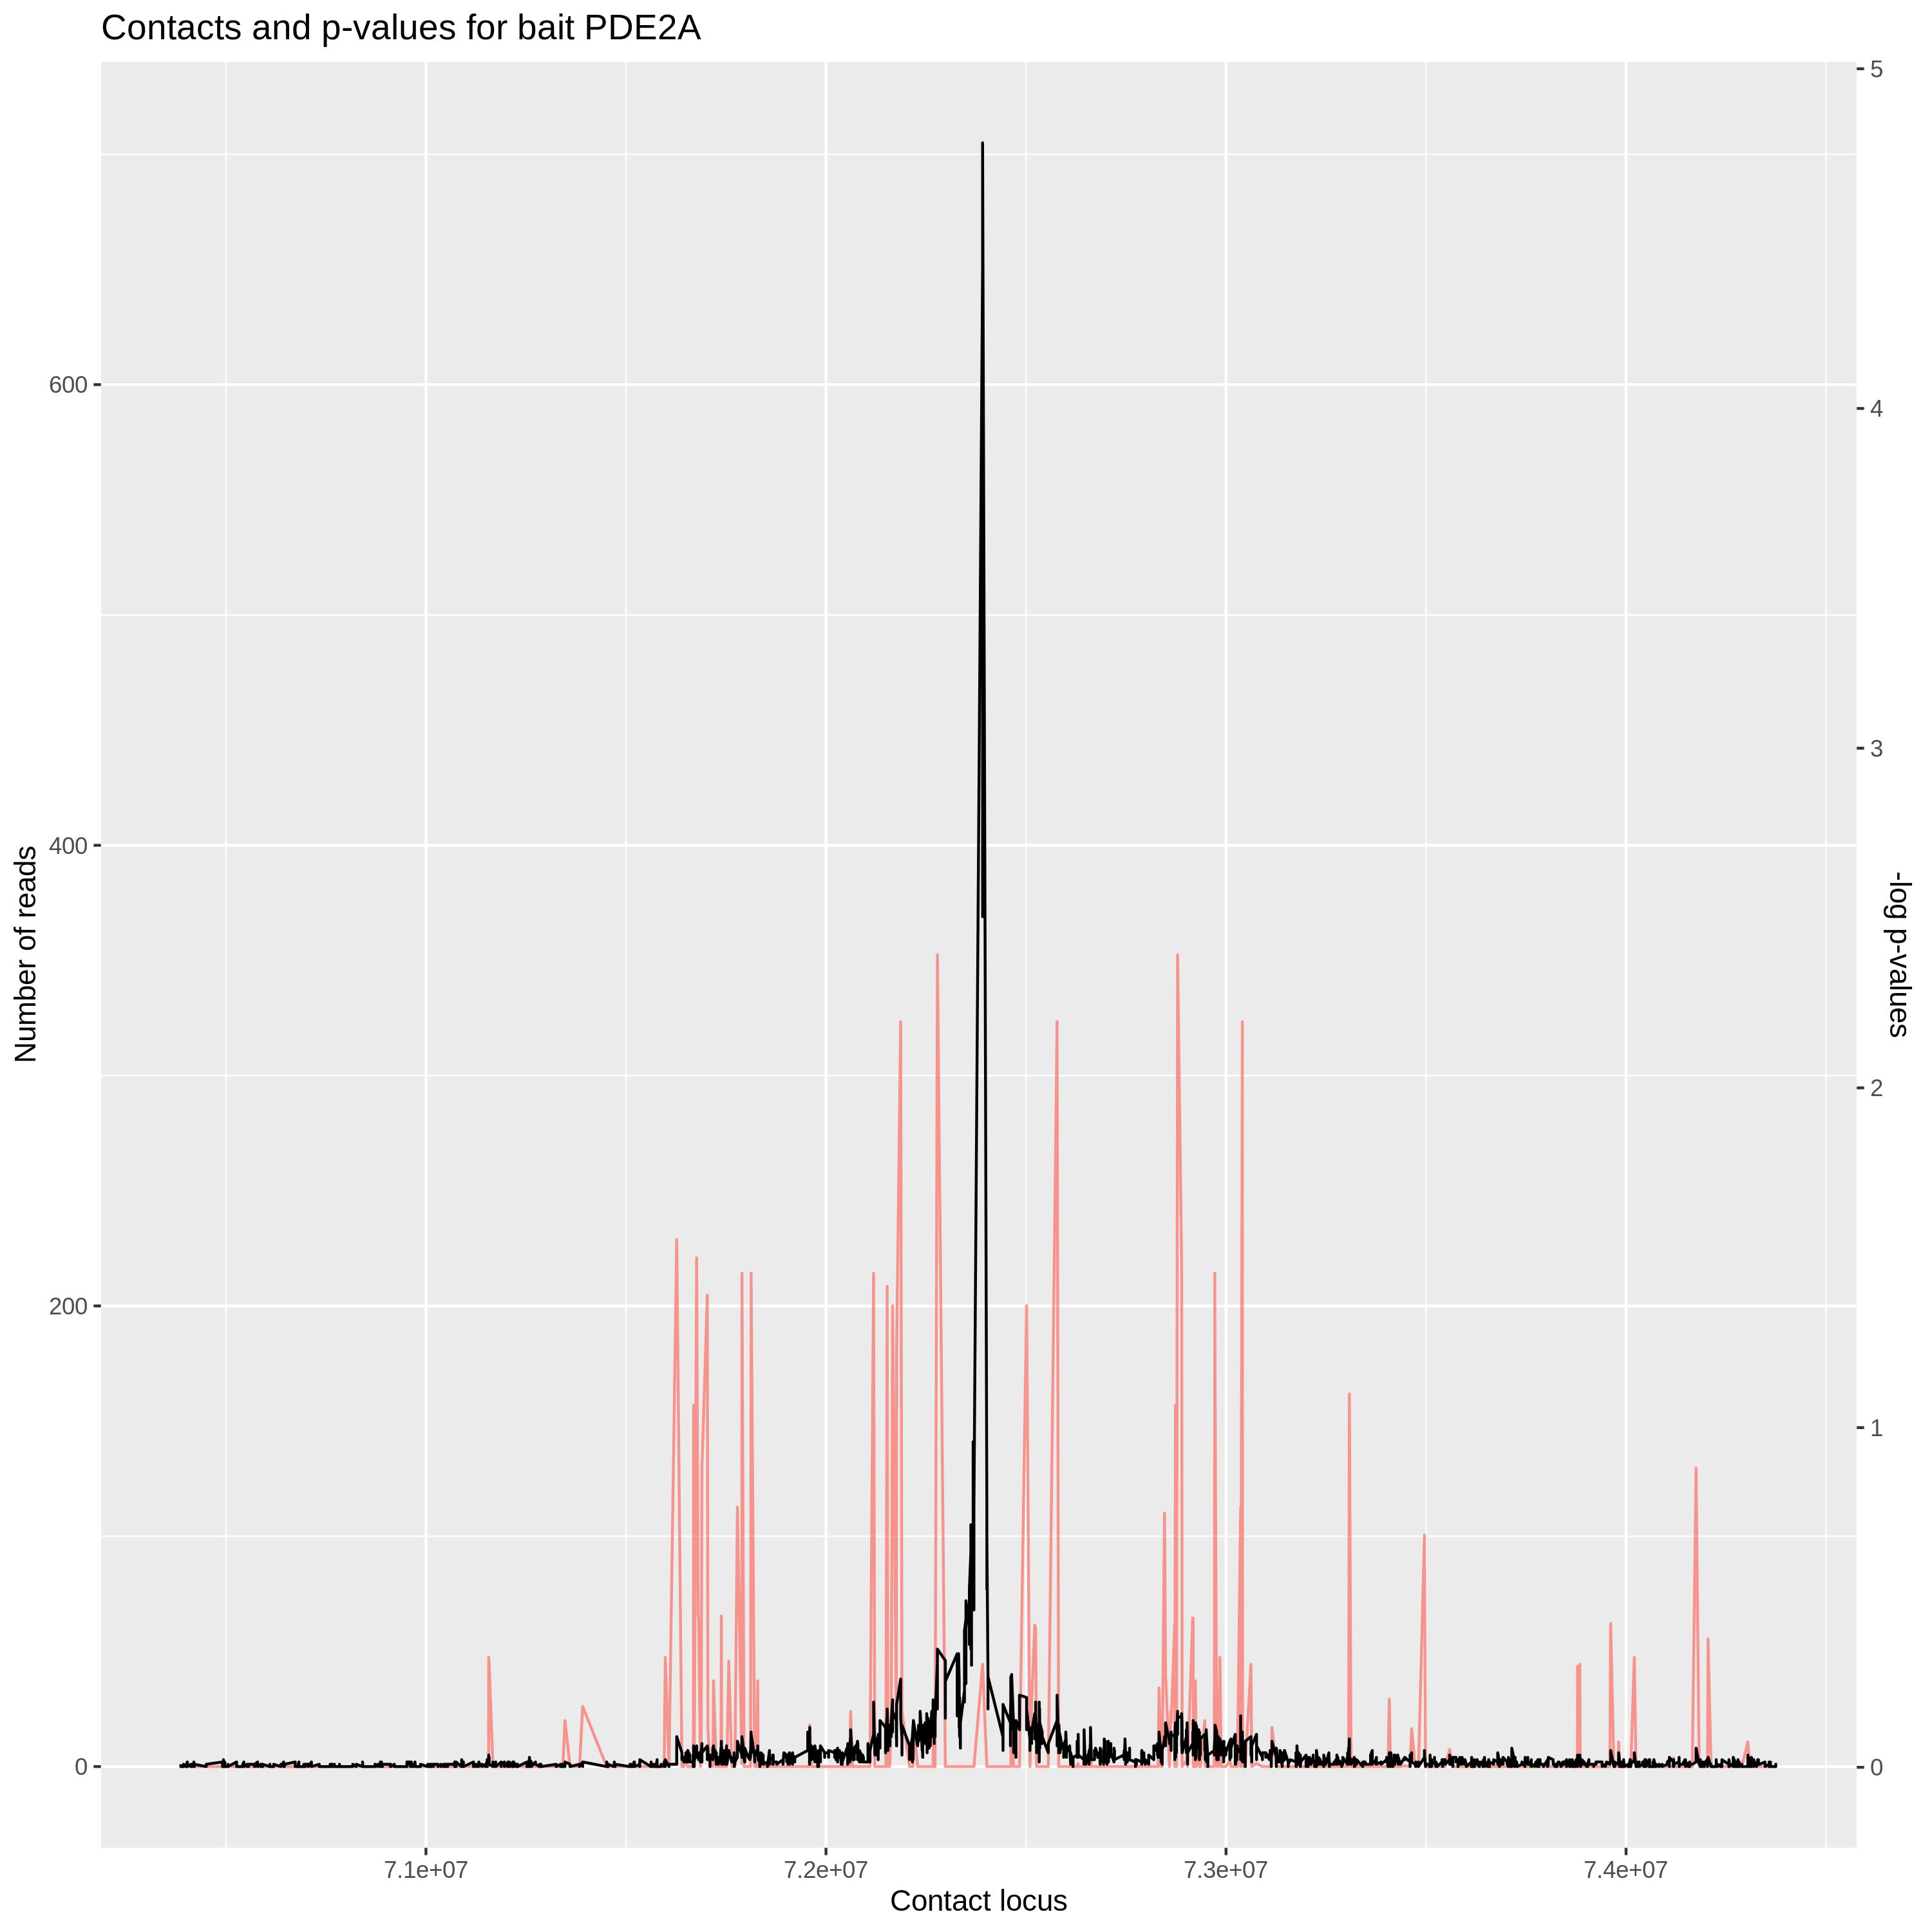 Contacts and p-values for bait PDE2A
Number of reads
600
400
200
0
5
4
3
2
1
0
-log p-values
7.1e+07
7.2e+07
7.3e+07
7.4e+07
Contact locus